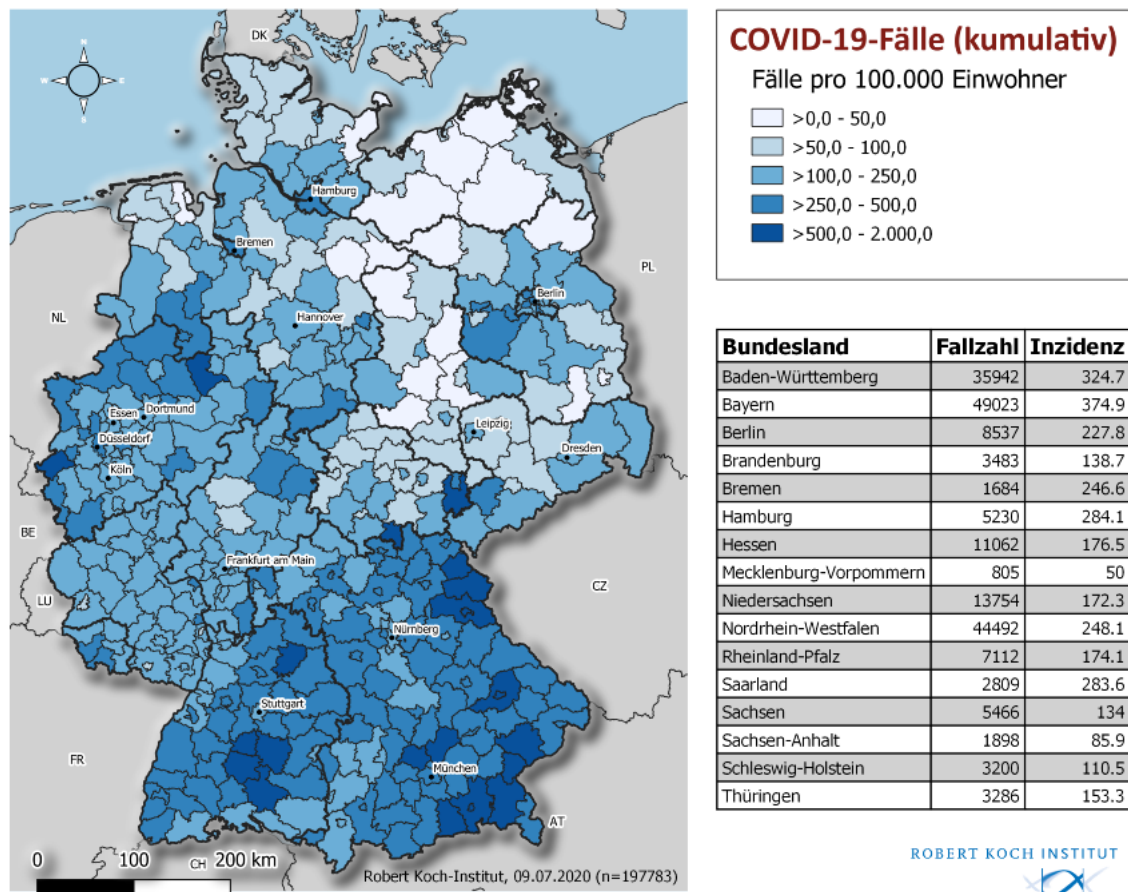 COVID-19-Fälle (kumulativ)
Fälle pro 100.000 Einwohner
>0,0 - 50,0
>50,0 - 100,0
>100,0 - 250,0
>250,0 - 500,0
>500,0 - 2.000,0
N
W E
S
DK
Hamburg
Bremen
PL
Berlin
NL
Hannover
Essen
Dortmund
Düsseldorf
Leipzig
Dresden
Köln
BE
Frankfurt am Main
LU
CZ
Nürnberg
Stuttgart
FR
München
AT
0 100 200 km
CH
Robert Koch-Institut, 09.07.2020 (n=197783)
Bundesland Fallzahl Inzidenz
Baden-Württemberg 35942 324.7
Bayern 49023 374.9
Berlin 8537 227.8
Brandenburg 3483 138.7
Bremen 1684 246.6
Hamburg 5230 284.1
Hessen 11062 176.5
Mecklenburg-Vorpommern 805 50
Niedersachsen 13754 172.3
Nordrhein-Westfalen 44492 248.1
Rheinland-Pfalz 7112 174.1
Saarland 2809 283.6
Sachsen 5466 134
Sachsen-Anhalt 1898 85.9
Schleswig-Holstein 3200 110.5
Thüringen 3286 153.3
ROBERT KOCH INSTITUT